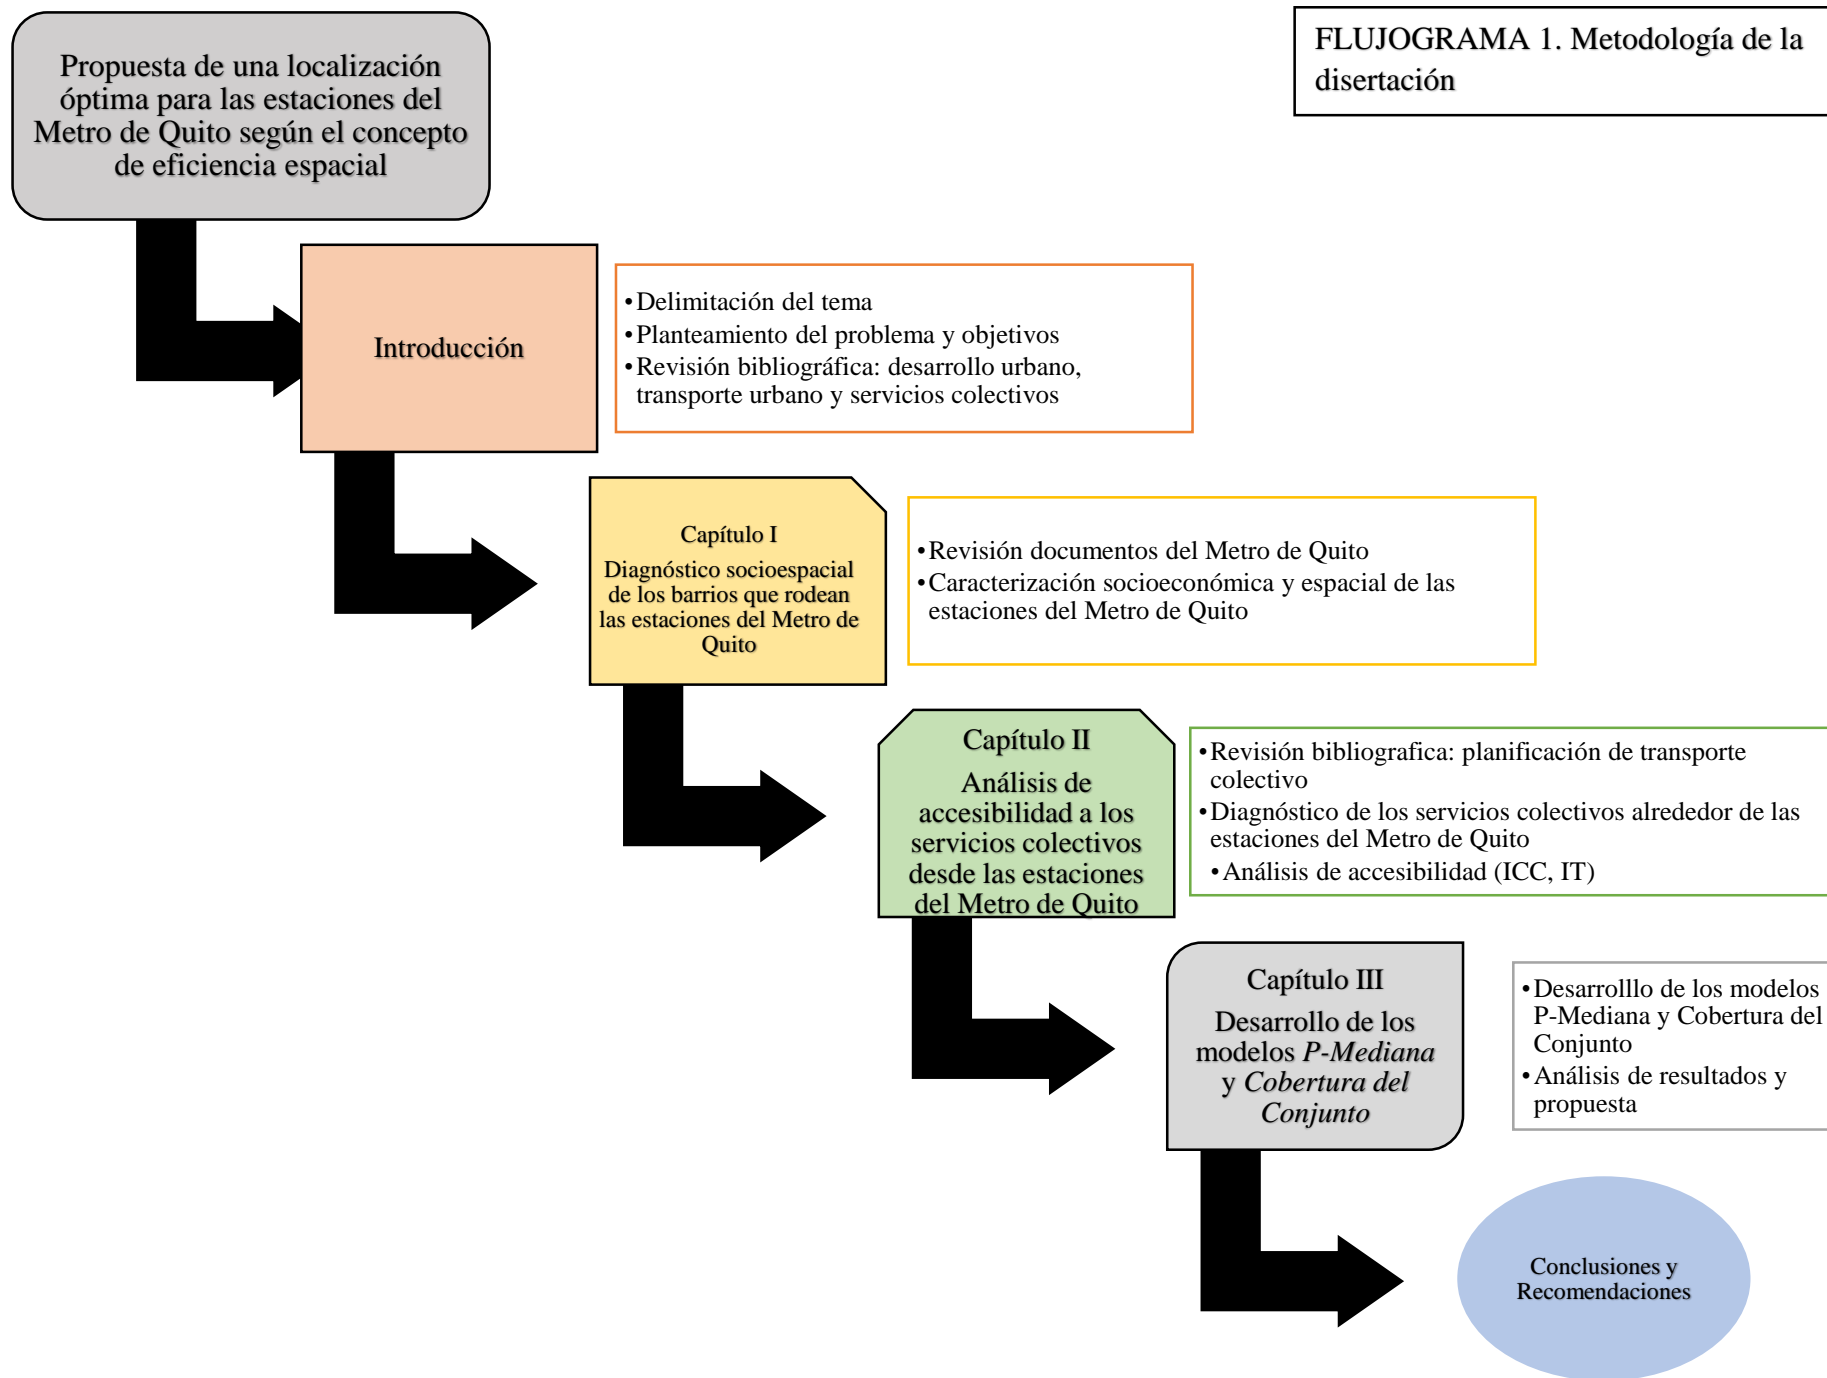 FLUJOGRAMA 1. Metodología de la
disertación
Propuesta de una localización
óptima para las estaciones del
Metro de Quito según el concepto
de eficiencia espacial
Introducción
•Delimitación del tema
•Planteamiento del problema y objetivos
•Revisión bibliográfica: desarrollo urbano,
transporte urbano y servicios colectivos
Capítulo I
Diagnóstico socioespacial
de los barrios que rodean
las estaciones del Metro de
Quito
•Revisión documentos del Metro de Quito
•Caracterización socioeconómica y espacial de las
estaciones del Metro de Quito
Capítulo II
Análisis de
accesibilidad a los
servicios colectivos
desde las estaciones
del Metro de Quito
•Revisión bibliografica: planificación de transporte
colectivo
•Diagnóstico de los servicios colectivos alrededor de las
estaciones del Metro de Quito
•Análisis de accesibilidad (ICC, IT)
Capítulo III
Desarrollo de los
modelos P-Mediana
y Cobertura del
Conjunto
•Desarrolllo de los modelos
P-Mediana y Cobertura del
Conjunto
•Análisis de resultados y
propuesta
Conclusiones y
Recomendaciones